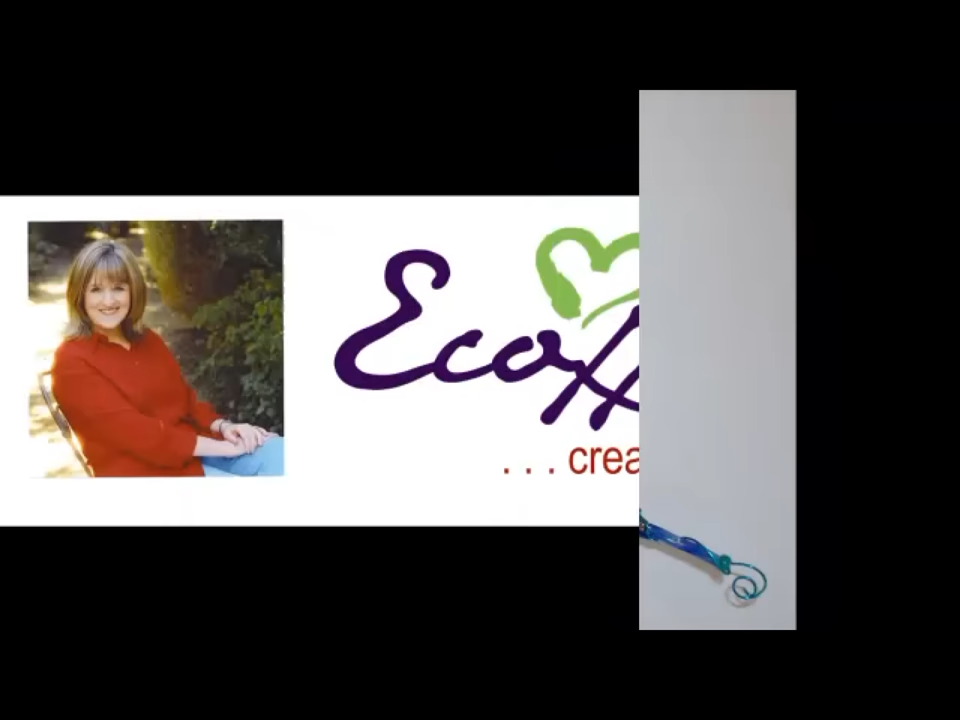 Eco
. . . crea